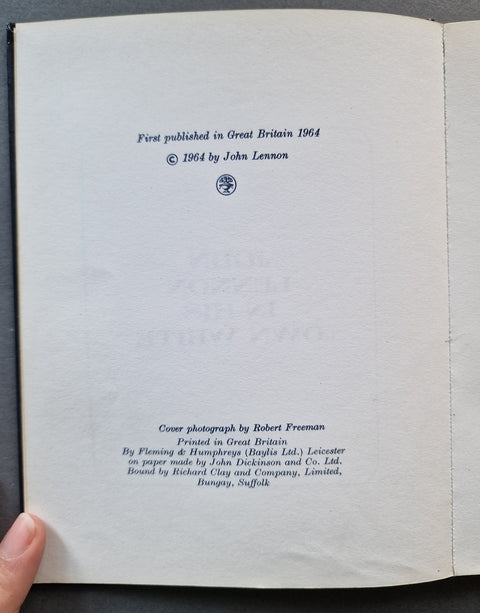 First published in Great Britain 1964
© 1964 by John Lennon
Cover photograph by Robert Freeman
Printed in Great Britain
By Fleming & Humphreys (Baylis Ltd.) Leicester
on paper made by John Dickinson and Co. Ltd.
Bound by Richard Clay and Company, Limited,
Bungay, Suffolk